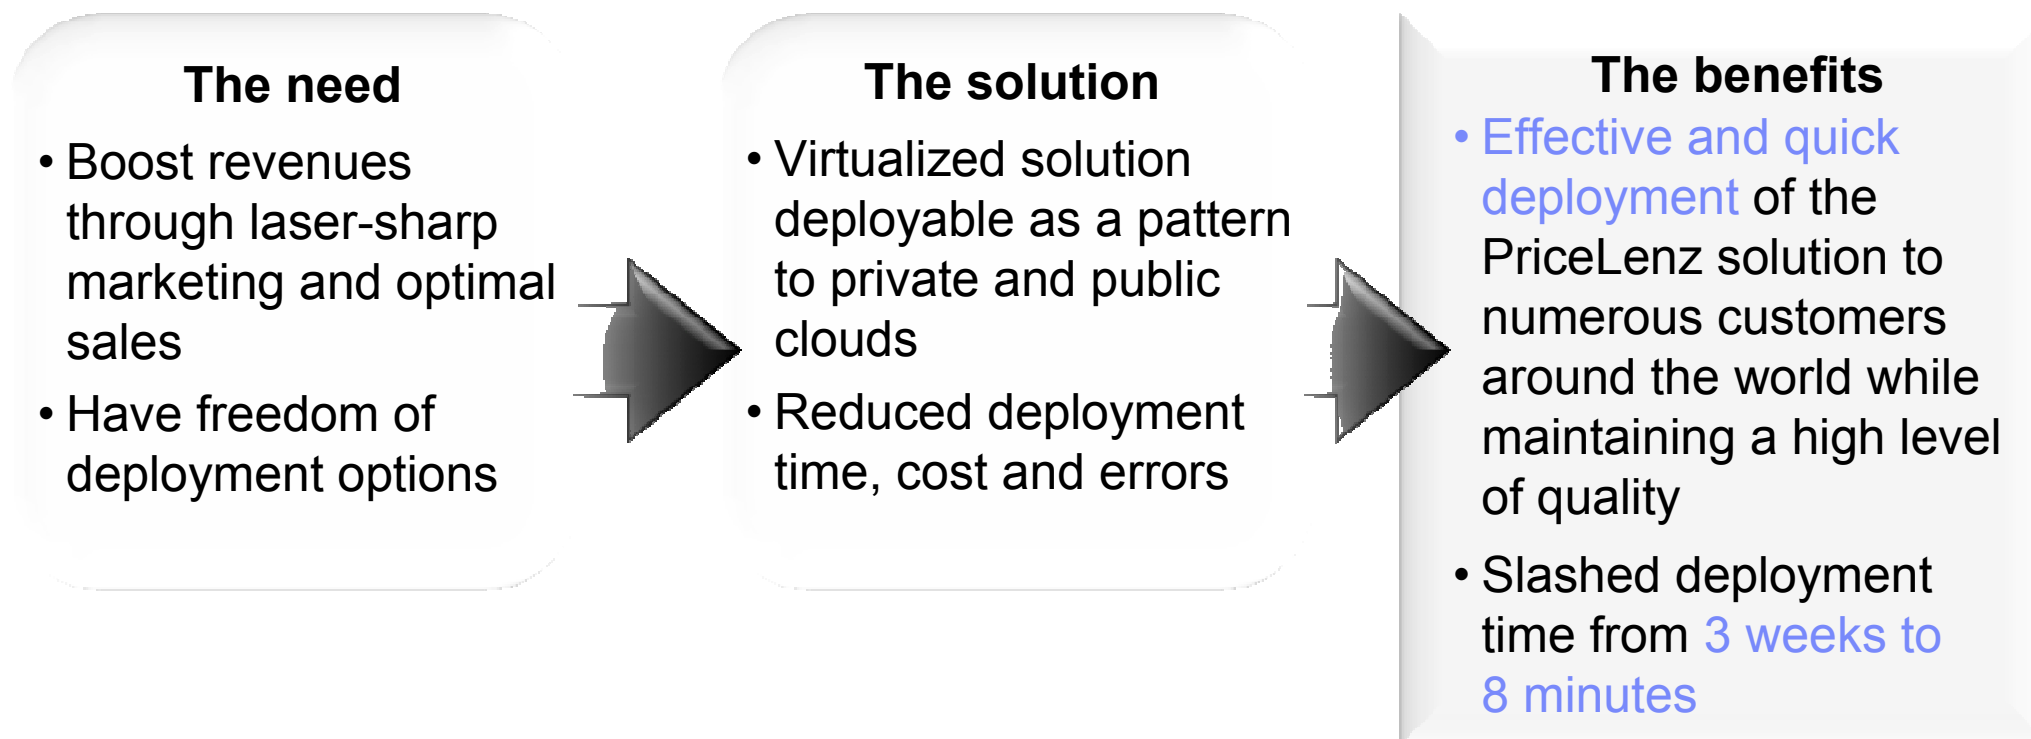 The need
• Boost revenues
through laser-sharp
marketing and optimal
sales
• Have freedom of
deployment options
The solution
• Virtualized solution
deployable as a pattern
to private and public
clouds
• Reduced deployment
time, cost and errors
The benefits
• Effective and quick
deployment of the
PriceLenz solution to
numerous customers
around the world while
maintaining a high level
of quality
• Slashed deployment
time from 3 weeks to
8 minutes